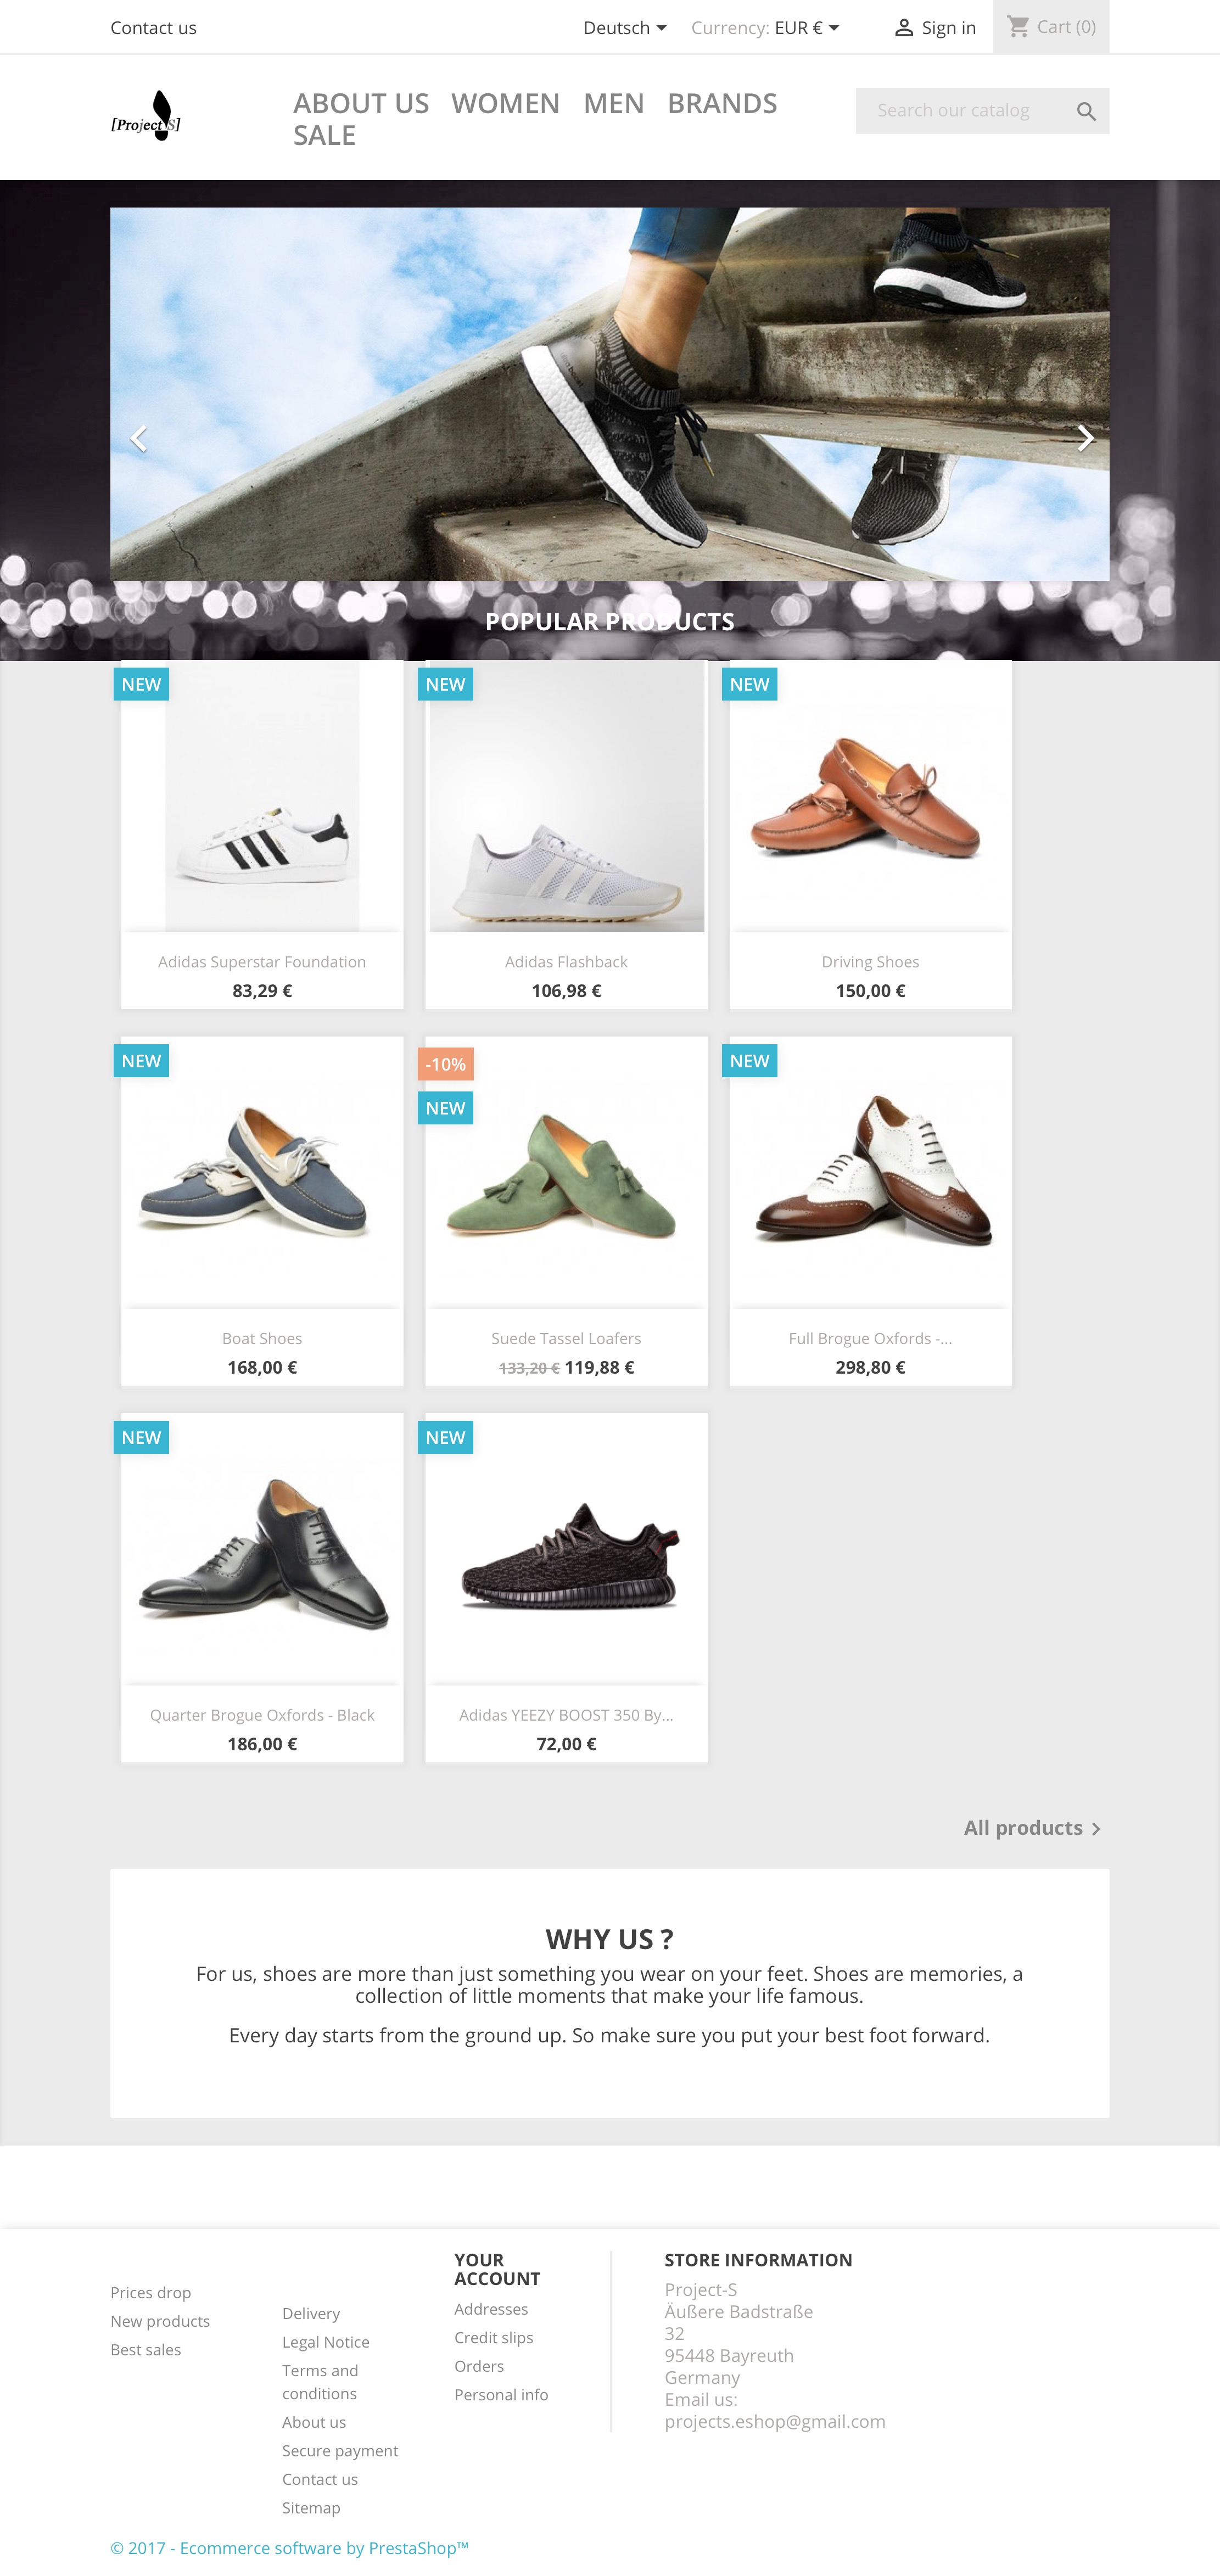 Contact us
Deutsch
Currency: EUR €
Sign in
Cart (0)
[Project S]
ABOUT US WOMEN MEN BRANDS
SALE
Search our catalog
POPULAR PRODUCTS
NEW
Adidas Superstar Foundation
83,29 €
NEW
Adidas Flashback
106,98 €
NEW
Driving Shoes
150,00 €
NEW
Boat Shoes
168,00 €
-10%
NEW
Suede Tassel Loafers
133,20 € 119,88 €
NEW
Full Brogue Oxfords -...
298,80 €
NEW
Quarter Brogue Oxfords - Black
186,00 €
NEW
Adidas YEEZY BOOST 350 By...
72,00 €
All products
WHY US ?
For us, shoes are more than just something you wear on your feet. Shoes are memories, a
collection of little moments that make your life famous.
Every day starts from the ground up. So make sure you put your best foot forward.
Prices drop
New products
Best sales
Delivery
Legal Notice
Terms and
conditions
About us
Secure payment
Contact us
Sitemap
YOUR
ACCOUNT
Addresses
Credit slips
Orders
Personal info
STORE INFORMATION
Project-S
Äußere Badstraße
32
95448 Bayreuth
Germany
Email us:
projects.eshop@gmail.com
© 2017 - Ecommerce software by PrestaShop™